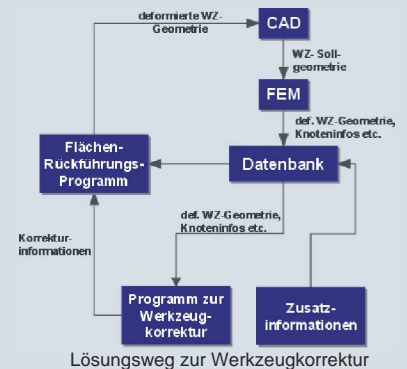 deformierte WZ-
Geometrie
CAD
WZ- Soll-
geometrie
FEM
def. WZ-Geometrie,
Knoteninfos etc.
Flächen-
Rückführungs-
Programm
Datenbank
def. WZ-Geometrie,
Knoteninfos etc.
Korrektur-
informationen
Programm zur
Werkzeug-
korrektur
Zusatz-
informationen
Lösungsweg zur Werkzeugkorrektur